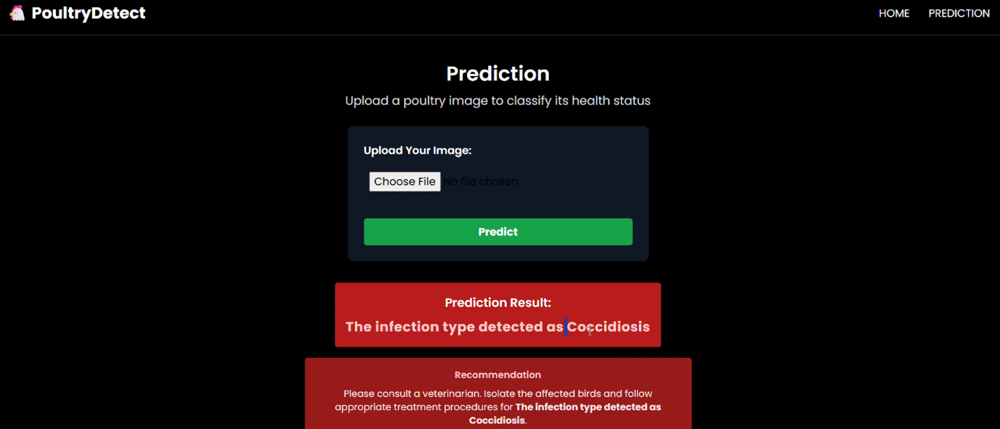 PoultryDetect
HOME
PREDICTION
Prediction
Upload a poultry image to classify its health status
Upload Your Image:
Choose File No file chosen
Predict
Prediction Result:
The infection type detected as Coccidiosis
Recommendation
Please consult a veterinarian. Isolate the affected birds and follow
appropriate treatment procedures for The infection type detected as
Coccidiosis.